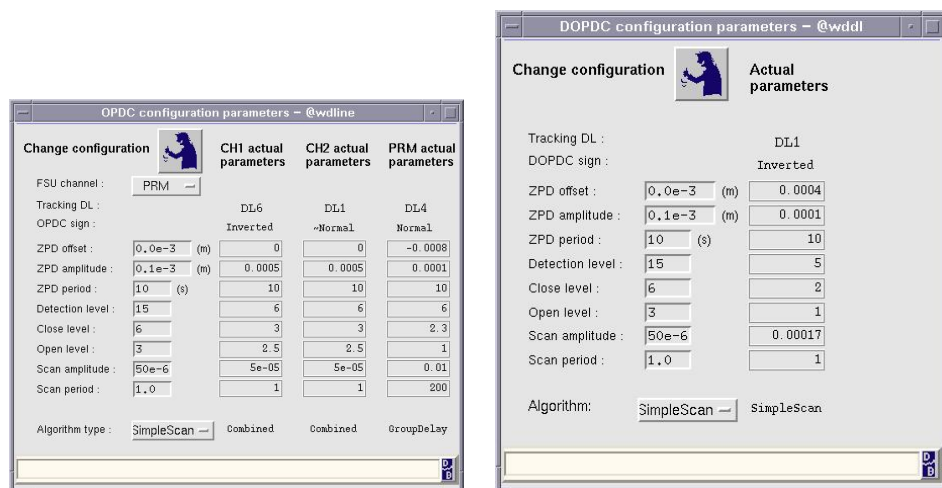 OPDC configuration parameters – @wdline
Change configuration
CH1 actual parameters
CH2 actual parameters
PRM actual parameters
FSU channel : PRM
Tracking DL : DL6 DL1 DL4
OPDC sign : Inverted ~Normal Normal
ZPD offset : 0.0e-3 (m) 0 0 -0.0008
ZPD amplitude : 0.1e-3 (m) 0.0005 0.0005 0.0001
ZPD period : 10 (s) 10 10 10
Detection level : 15 6 6 6
Close level : 6 3 3 2.3
Open level : 3 2.5 2.5 1
Scan amplitude : 50e-6 5e-05 5e-05 0.01
Scan period : 1.0 1 1 200
Algorithm type : SimpleScan Combined Combined GroupDelay
DOPDC configuration parameters – @wddl
Change configuration
Actual parameters
Tracking DL : DL1
DOPDC sign : Inverted
ZPD offset : 0.0e-3 (m) 0.0004
ZPD amplitude : 0.1e-3 (m) 0.0001
ZPD period : 10 (s) 10
Detection level : 15 5
Close level : 6 2
Open level : 3 1
Scan amplitude : 50e-6 0.00017
Scan period : 1.0 1
Algorithm: SimpleScan SimpleScan